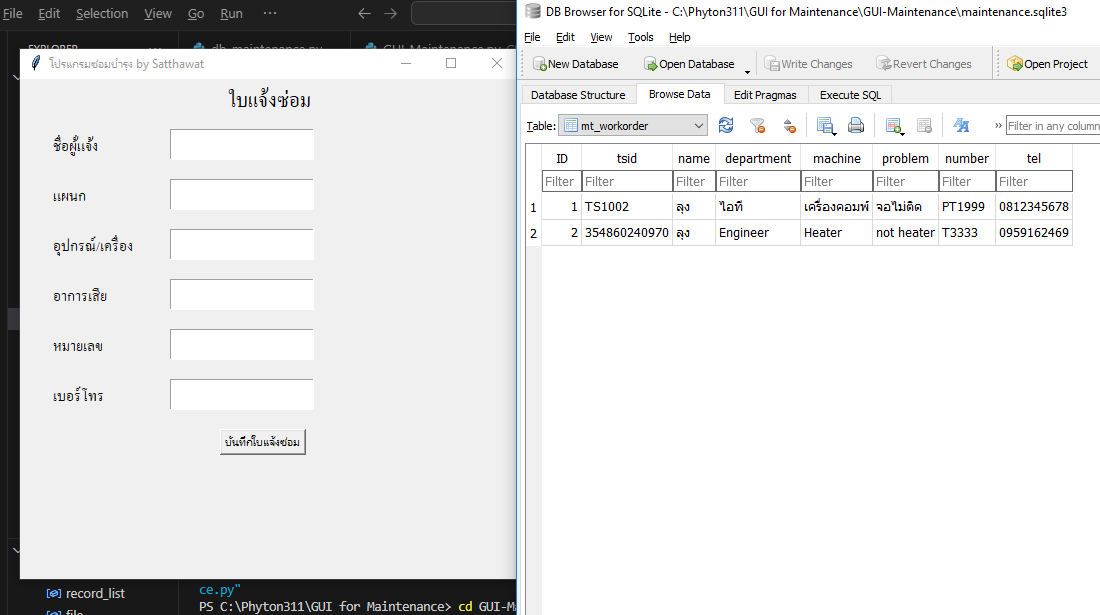 File Edit Selection View Go Run ···
EXPLORER
db_maintenance.py
โปรแกรมซ่อมบำรุง by Satthawat
ใบแจ้งซ่อม
ชื่อผู้แจ้ง
แผนก
อุปกรณ์/เครื่อง
อาการเสีย
หมายเลข
เบอร์โทร
บันทึกใบแจ้งซ่อม
record_list
file
ce.py"
PS C:\Phyton311\GUI for Maintenance> cd GUI-Ma
DB Browser for SQLite - C:\Phyton311\GUI for Maintenance\GUI-Maintenance\maintenance.sqlite3
File Edit View Tools Help
New Database Open Database Write Changes Revert Changes Open Project
Database Structure Browse Data Edit Pragmas Execute SQL
Table: mt_workorder Filter in any column
ID tsid name department machine problem number tel
Filter Filter Filter Filter Filter Filter Filter Filter
1 1 TS1002 ลุง ไอที เครื่องคอมพ์ จอไม่ติด PT1999 0812345678
2 2 354860240970 ลุง Engineer Heater not heater T3333 0959162469